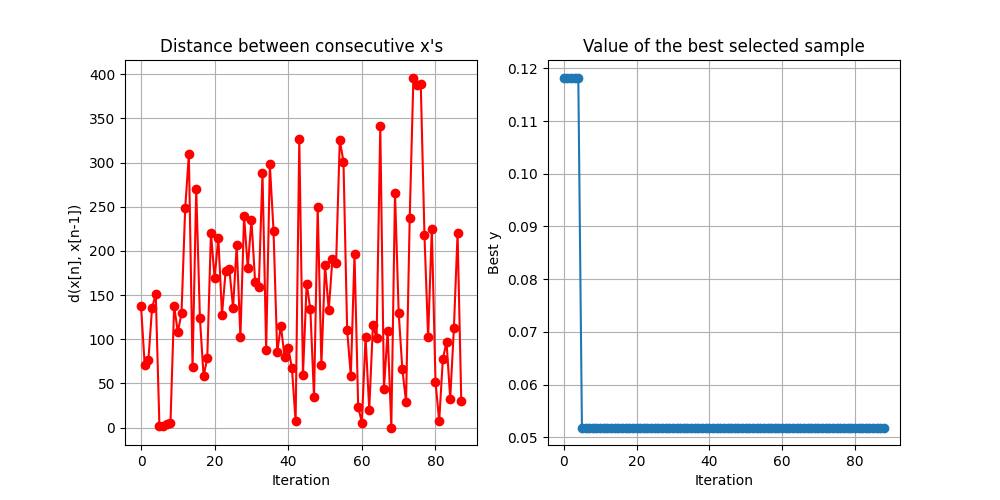 Distance between consecutive x's
d(x[n], x[n-1])
400
350
300
250
200
150
100
50
0
0 20 40 60 80
Iteration
Value of the best selected sample
Best y
0.12
0.11
0.10
0.09
0.08
0.07
0.06
0.05
0 20 40 60 80
Iteration